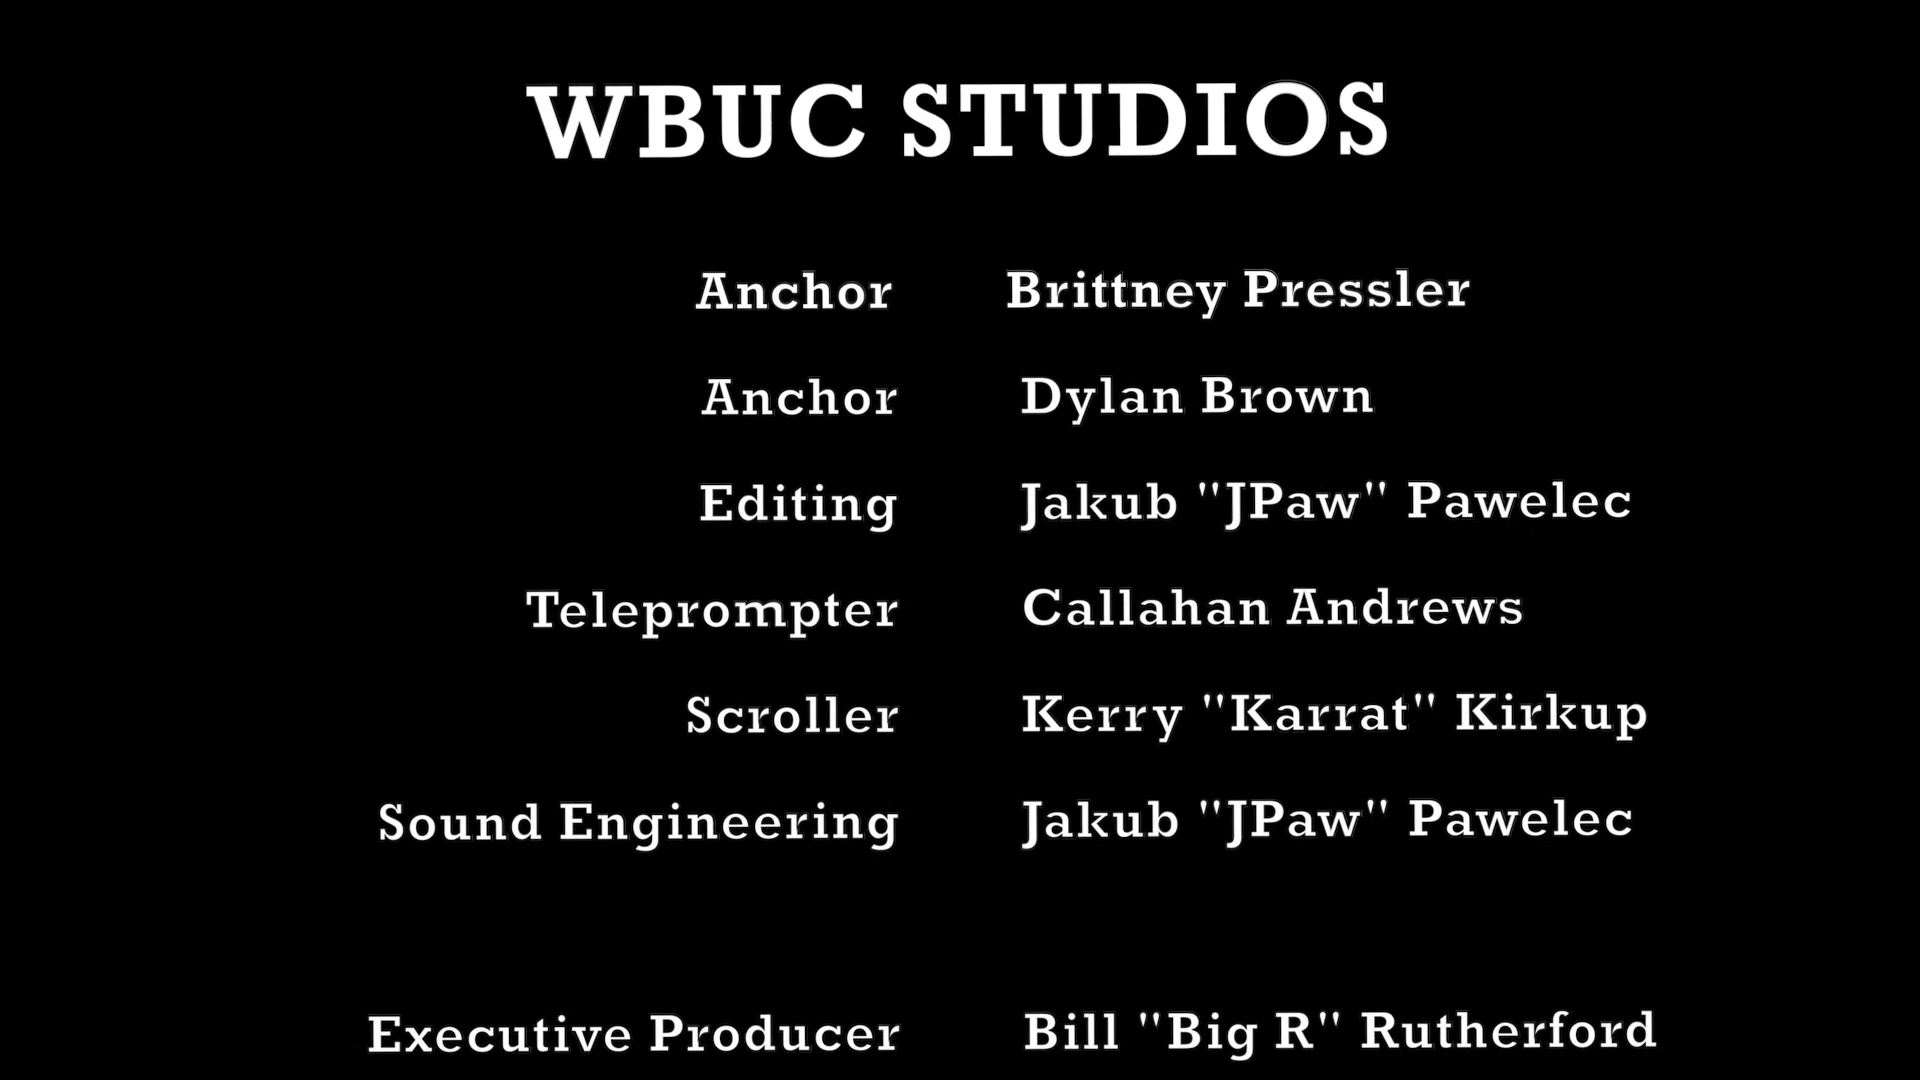 WBUC STUDIOS
Anchor Brittney Pressler
Anchor Dylan Brown
Editing Jakub "JPaw" Pawelec
Teleprompter Callahan Andrews
Scroller Kerry "Karrat" Kirkup
Sound Engineering Jakub "JPaw" Pawelec
Executive Producer Bill "Big R" Rutherford